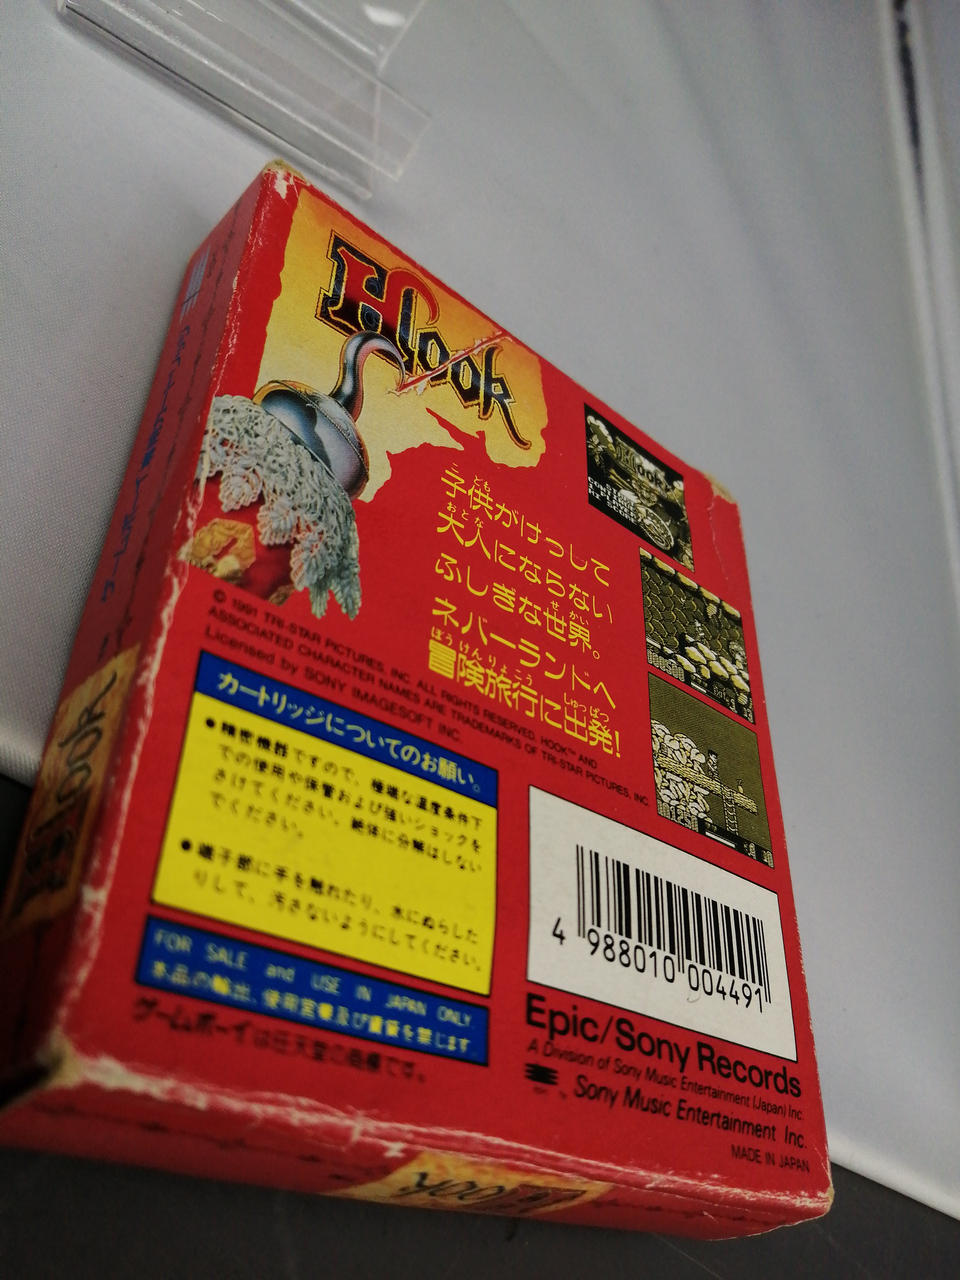 Hook
子供がけっして
大人にならない
ふしぎな世界。
ネバーランドへ
冒険旅行に出発!
© 1991 TRI-STAR PICTURES, INC. ALL RIGHTS RESERVED. HOOK™ AND
ASSOCIATED CHARACTER NAMES ARE TRADEMARKS OF TRI-STAR PICTURES, INC.
Licensed by SONY IMAGESOFT INC.
カートリッジについてのお願い。
●精密機器ですので、極端な温度条件下
での使用や保管および強いショックを
さけてください。絶体に分解はしない
でください。
●端子部に手を触れたり、水にぬらした
りして、汚さないようにしてください。
FOR SALE and USE IN JAPAN ONLY
本品の輸出、使用営業及び賃貸を禁じます
ゲームボーイは任天堂の商標です。
4 988010 004491
Epic/Sony Records
A Division of Sony Music Entertainment (Japan) Inc.
Sony Music Entertainment Inc.
MADE IN JAPAN
Hook